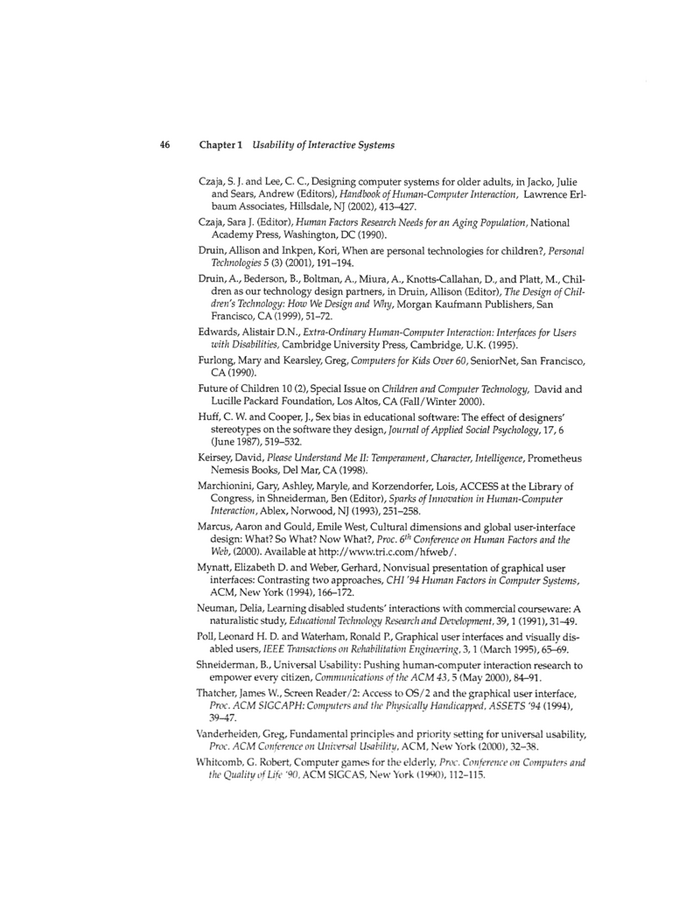 46 Chapter 1 Usability of Interactive Systems
Czaja, S. J. and Lee, C. C., Designing computer systems for older adults, in Jacko, Julie
and Sears, Andrew (Editors), Handbook of Human-Computer Interaction, Lawrence Erl-
baum Associates, Hillsdale, NJ (2002), 413–427.
Czaja, Sara J. (Editor), Human Factors Research Needs for an Aging Population, National
Academy Press, Washington, DC (1990).
Druin, Allison and Inkpen, Kori, When are personal technologies for children?, Personal
Technologies 5 (3) (2001), 191–194.
Druin, A., Bederson, B., Boltman, A., Miura, A., Knotts-Callahan, D., and Platt, M., Chil-
dren as our technology design partners, in Druin, Allison (Editor), The Design of Chil-
dren's Technology: How We Design and Why, Morgan Kaufmann Publishers, San
Francisco, CA (1999), 51–72.
Edwards, Alistair D.N., Extra-Ordinary Human-Computer Interaction: Interfaces for Users
with Disabilities, Cambridge University Press, Cambridge, U.K. (1995).
Furlong, Mary and Kearsley, Greg, Computers for Kids Over 60, SeniorNet, San Francisco,
CA (1990).
Future of Children 10 (2), Special Issue on Children and Computer Technology, David and
Lucille Packard Foundation, Los Altos, CA (Fall/Winter 2000).
Huff, C. W. and Cooper, J., Sex bias in educational software: The effect of designers'
stereotypes on the software they design, Journal of Applied Social Psychology, 17, 6
(June 1987), 519–532.
Keirsey, David, Please Understand Me II: Temperament, Character, Intelligence, Prometheus
Nemesis Books, Del Mar, CA (1998).
Marchionini, Gary, Ashley, Maryle, and Korzendorfer, Lois, ACCESS at the Library of
Congress, in Shneiderman, Ben (Editor), Sparks of Innovation in Human-Computer
Interaction, Ablex, Norwood, NJ (1993), 251–258.
Marcus, Aaron and Gould, Emile West, Cultural dimensions and global user-interface
design: What? So What? Now What?, Proc. 6th Conference on Human Factors and the
Web, (2000). Available at http://www.tri.c.com/hfweb/.
Mynatt, Elizabeth D. and Weber, Gerhard, Nonvisual presentation of graphical user
interfaces: Contrasting two approaches, CHI '94 Human Factors in Computer Systems,
ACM, New York (1994), 166–172.
Neuman, Delia, Learning disabled students' interactions with commercial courseware: A
naturalistic study, Educational Technology Research and Development, 39, 1 (1991), 31–49.
Poll, Leonard H. D. and Waterham, Ronald P., Graphical user interfaces and visually dis-
abled users, IEEE Transactions on Rehabilitation Engineering, 3, 1 (March 1995), 65–69.
Shneiderman, B., Universal Usability: Pushing human-computer interaction research to
empower every citizen, Communications of the ACM 43, 5 (May 2000), 84–91.
Thatcher, James W., Screen Reader/2: Access to OS/2 and the graphical user interface,
Proc. ACM SIGCAPH: Computers and the Physically Handicapped, ASSETS '94 (1994),
39–47.
Vanderheiden, Greg, Fundamental principles and priority setting for universal usability,
Proc. ACM Conference on Universal Usability, ACM, New York (2000), 32–38.
Whitcomb, G. Robert, Computer games for the elderly, Proc. Conference on Computers and
the Quality of Life '90, ACM SIGCAS, New York (1990), 112–115.